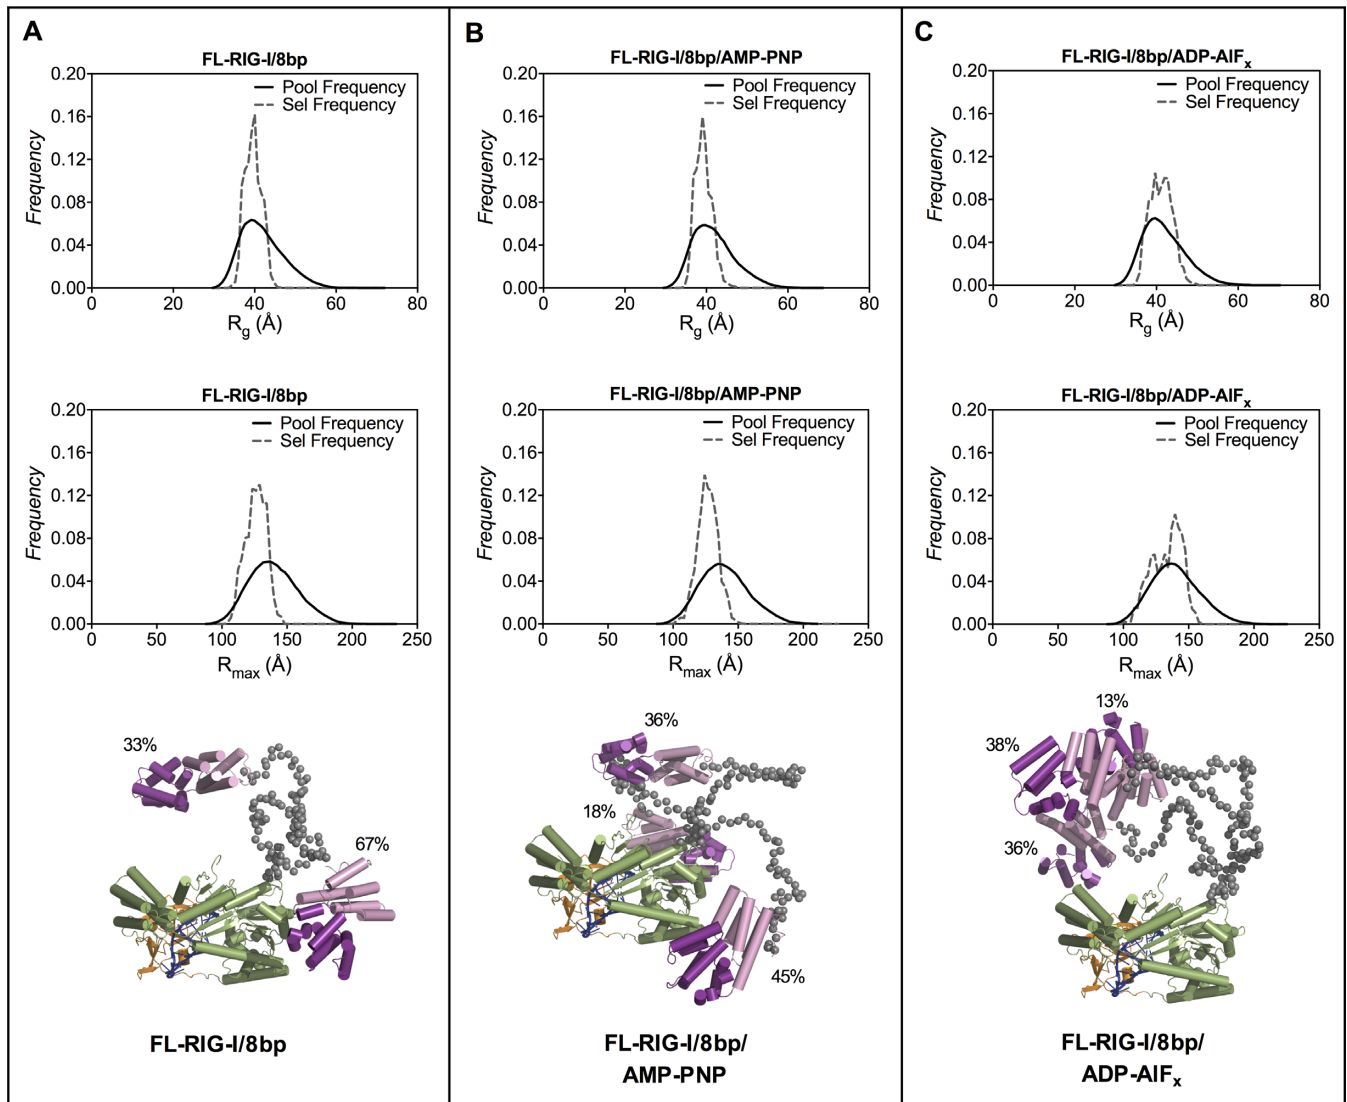 A
FL-RIG-I/8bp
0.20
0.16
0.12
0.08
0.04
0.00
Frequency
Pool Frequency
Sel Frequency
0 20 40 60 80
Rg (Å)
FL-RIG-I/8bp
0.20
0.16
0.12
0.08
0.04
0.00
Frequency
Pool Frequency
Sel Frequency
0 50 100 150 200 250
Rmax (Å)
33%
67%
FL-RIG-I/8bp
B
FL-RIG-I/8bp/AMP-PNP
0.20
0.16
0.12
0.08
0.04
0.00
Frequency
Pool Frequency
Sel Frequency
0 20 40 60 80
Rg (Å)
FL-RIG-I/8bp/AMP-PNP
0.20
0.16
0.12
0.08
0.04
0.00
Frequency
Pool Frequency
Sel Frequency
0 50 100 150 200 250
Rmax (Å)
36%
18%
45%
FL-RIG-I/8bp/
AMP-PNP
C
FL-RIG-I/8bp/ADP-AlFx
0.20
0.16
0.12
0.08
0.04
0.00
Frequency
Pool Frequency
Sel Frequency
0 20 40 60 80
Rg (Å)
FL-RIG-I/8bp/ADP-AlFx
0.20
0.16
0.12
0.08
0.04
0.00
Frequency
Pool Frequency
Sel Frequency
0 50 100 150 200 250
Rmax (Å)
13%
38%
36%
FL-RIG-I/8bp/
ADP-AlFx